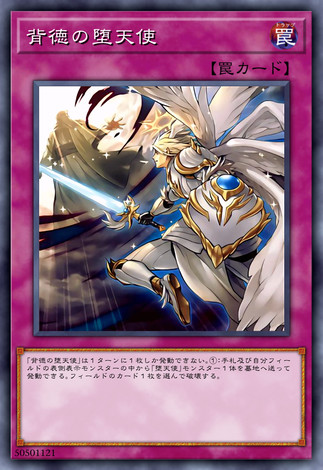 背徳の堕天使
トラップ
罠
【罠カード】
「背徳の堕天使」は１ターンに１枚しか発動できない。①:手札及び自分フィー
ルドの表側表示モンスターの中から「堕天使」モンスター１体を墓地へ送って
発動できる。フィールドのカード１枚を選んで破壊する。
50501121